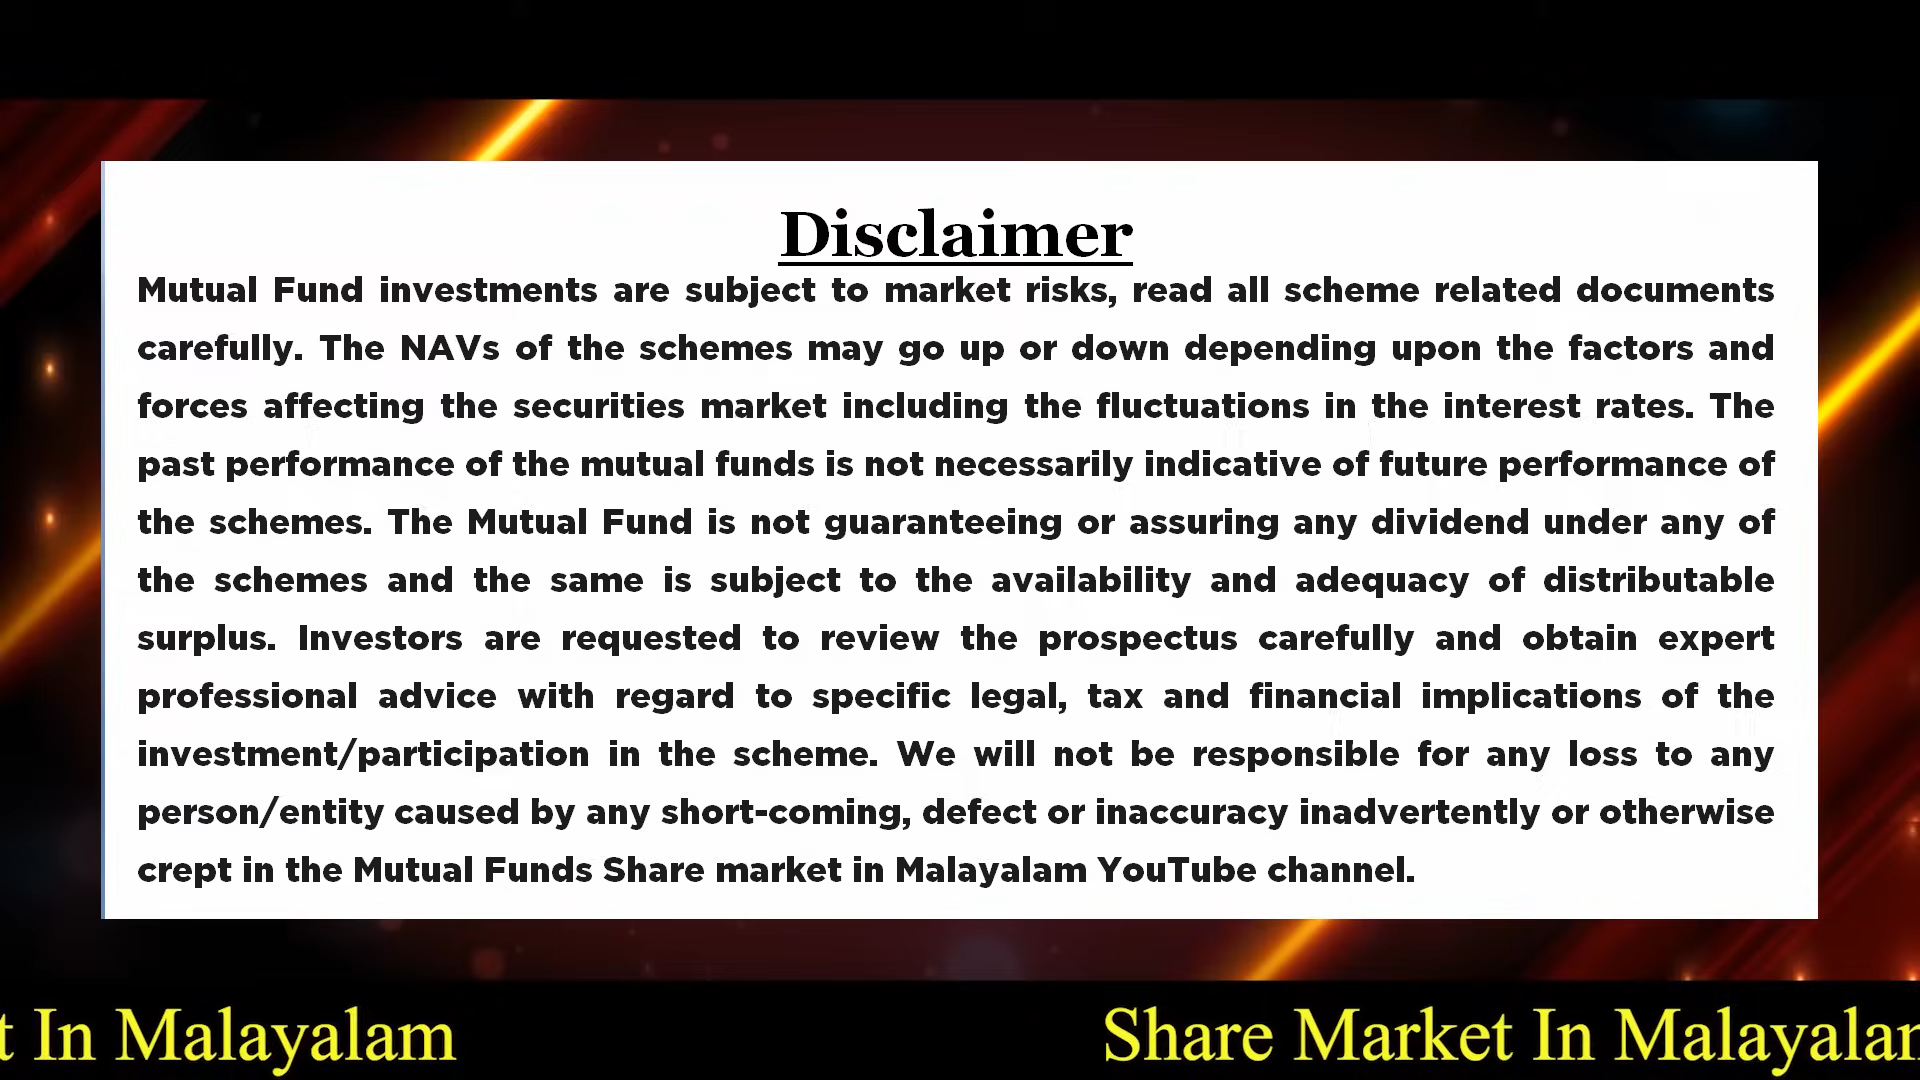 Disclaimer
Mutual Fund investments are subject to market risks, read all scheme related documents
carefully. The NAVs of the schemes may go up or down depending upon the factors and
forces affecting the securities market including the fluctuations in the interest rates. The
past performance of the mutual funds is not necessarily indicative of future performance of
the schemes. The Mutual Fund is not guaranteeing or assuring any dividend under any of
the schemes and the same is subject to the availability and adequacy of distributable
surplus. Investors are requested to review the prospectus carefully and obtain expert
professional advice with regard to specific legal, tax and financial implications of the
investment/participation in the scheme. We will not be responsible for any loss to any
person/entity caused by any short-coming, defect or inaccuracy inadvertently or otherwise
crept in the Mutual Funds Share market in Malayalam YouTube channel.
t In Malayalam Share Market In Malayalam